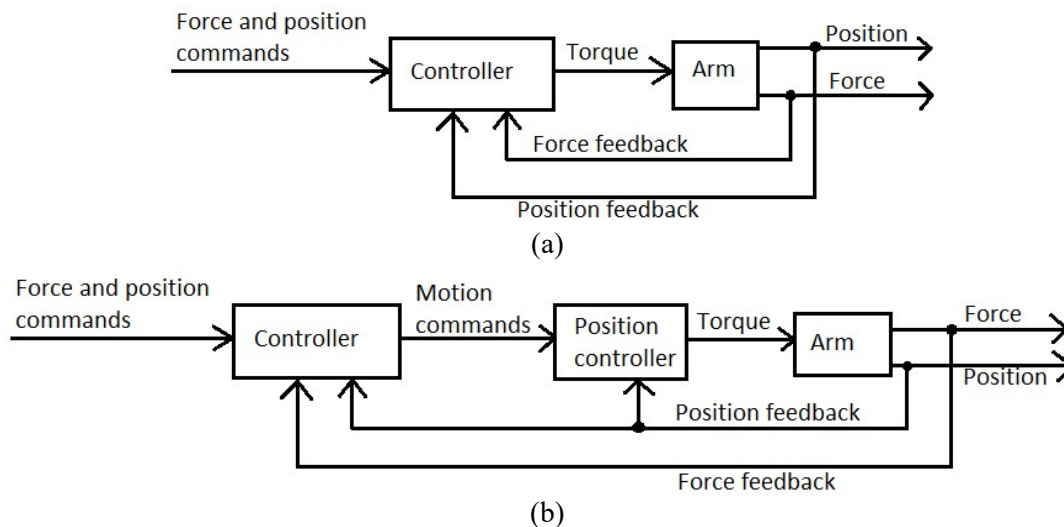 Force and position
commands
Controller
Torque
Arm
Position
Force
Force feedback
Position feedback
(a)
Force and position
commands
Controller
Motion
commands
Position
controller
Torque
Arm
Force
Position
Position feedback
Force feedback
(b)